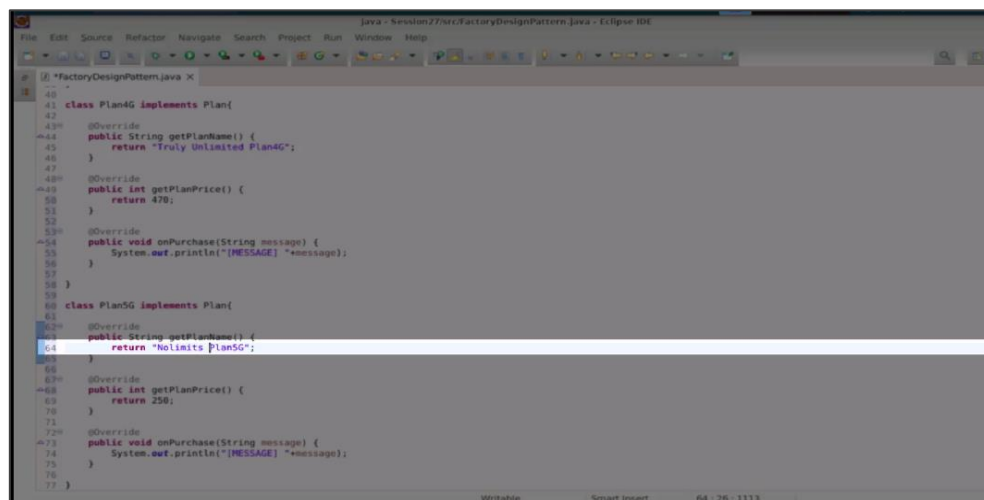 java - Session27/src/FactoryDesignPattern.java - Eclipse IDE
File Edit Source Refactor Navigate Search Project Run Window Help
*FactoryDesignPattern.java
40
41 class Plan4G implements Plan{
42
43 @Override
44 public String getPlanName() {
45 return "Truly Unlimited Plan4G";
46 }
47
48 @Override
49 public int getPlanPrice() {
50 return 470;
51 }
52
53 @Override
54 public void onPurchase(String message) {
55 System.out.println("[MESSAGE] "+message);
56 }
57
58 }
59
60 class Plan5G implements Plan{
61
62 @Override
63 public String getPlanName() {
64 return "Nolimits Plan5G";
65 }
66
67 @Override
68 public int getPlanPrice() {
69 return 250;
70 }
71
72 @Override
73 public void onPurchase(String message) {
74 System.out.println("[MESSAGE] "+message);
75 }
76
77 }
Writable Smart Insert 64 : 26 : 1113